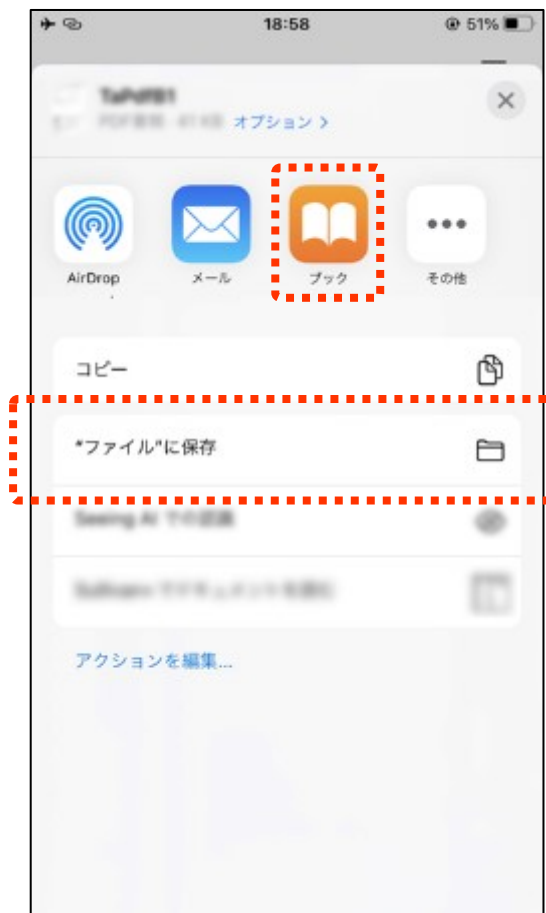 18:58
51%
オプション >
AirDrop
メール
ブック
その他
コピー
"ファイル"に保存
アクションを編集...